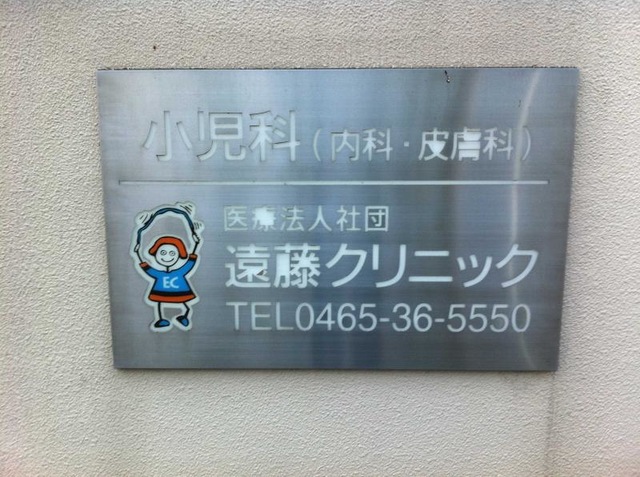 小児科(内科・皮膚科)
医療法人社団
遠藤クリニック
TEL0465-36-5550
EC